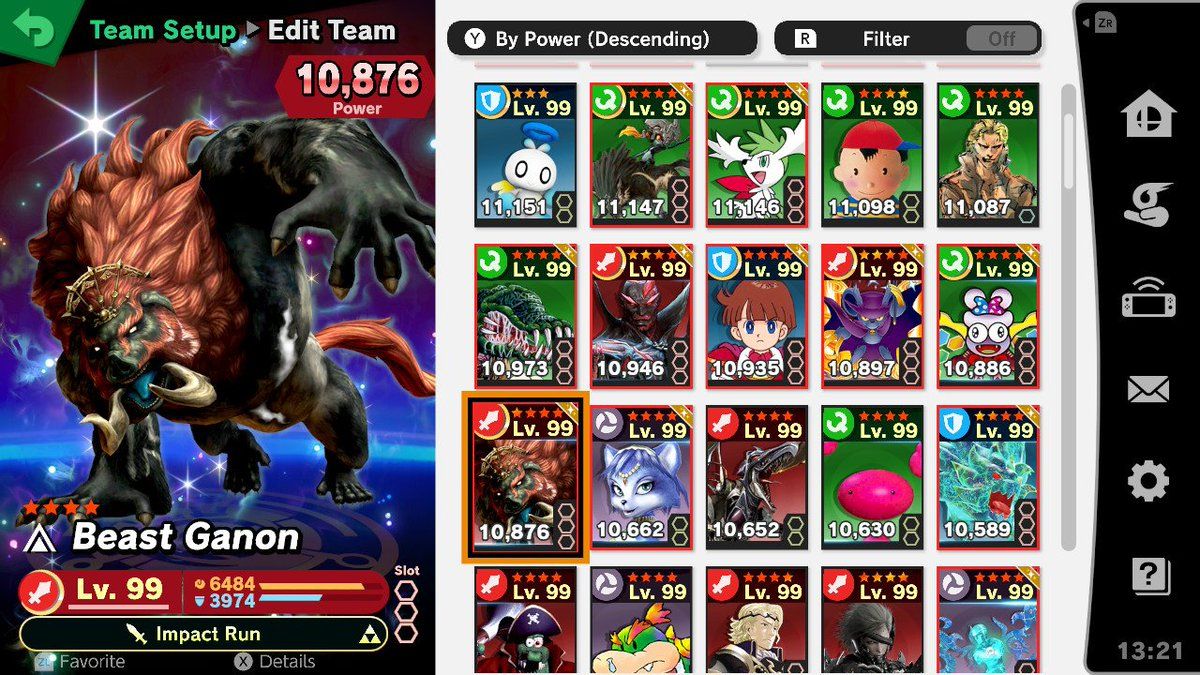 Team Setup ▶ Edit Team
10,876
Power
Beast Ganon
Lv. 99
6484
3974
Slot
Impact Run
ZL Favorite
X Details
Y By Power (Descending)
R Filter Off
Lv. 99 Lv. 99 Lv. 99 Lv. 99 Lv. 99
11,151 11,147 11,146 11,098 11,087
Lv. 99 Lv. 99 Lv. 99 Lv. 99 Lv. 99
10,973 10,946 10,935 10,897 10,886
Lv. 99 Lv. 99 Lv. 99 Lv. 99 Lv. 99
10,876 10,662 10,652 10,630 10,589
Lv. 99 Lv. 99 Lv. 99 Lv. 99 Lv. 99
ZR
?
13:21